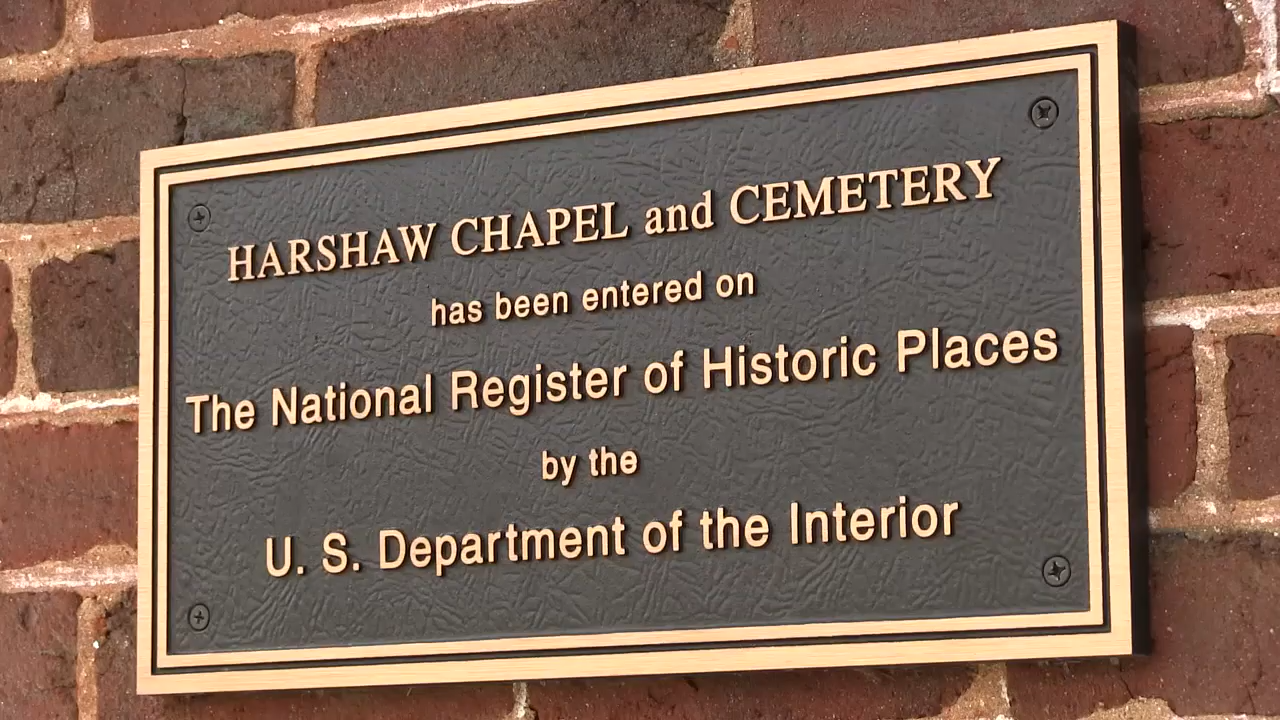 HARSHAW CHAPEL and CEMETERY
has been entered on
The National Register of Historic Places
by the
U. S. Department of the Interior